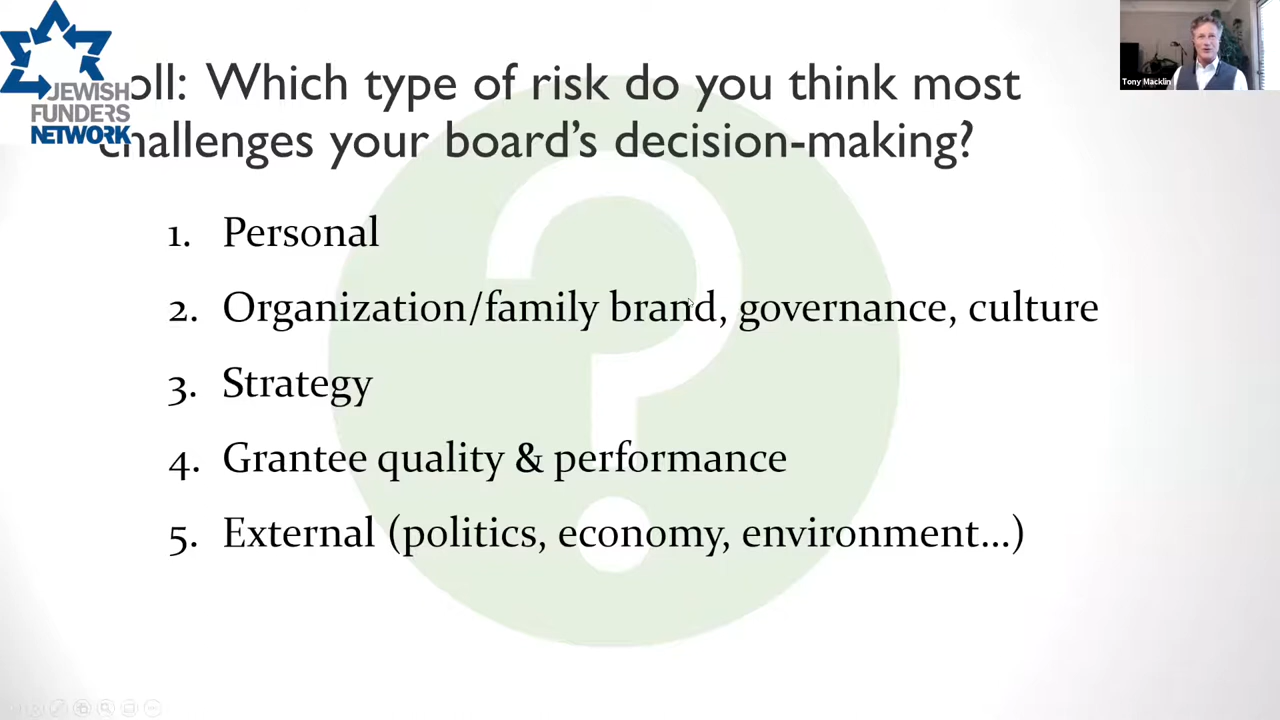 JEWISH
FUNDERS
NETWORK
oll: Which type of risk do you think most
challenges your board's decision-making?
1. Personal
2. Organization/family brand, governance, culture
3. Strategy
4. Grantee quality & performance
5. External (politics, economy, environment...)
Tony Macklin